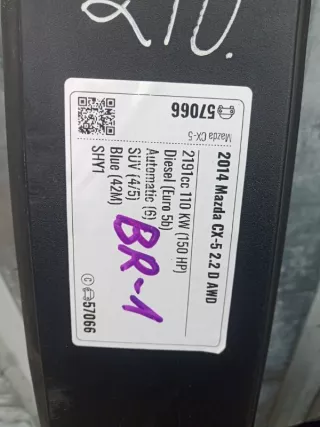 210.
57066
Mazda CX-5
2014 Mazda CX-5 2.2 D AWD
2191cc 110 KW (150 HP)
Diesel (Euro 5b)
Automatic (6)
SUV (4/5)
Blue (42M)
SHY1
C 57066
BR-1